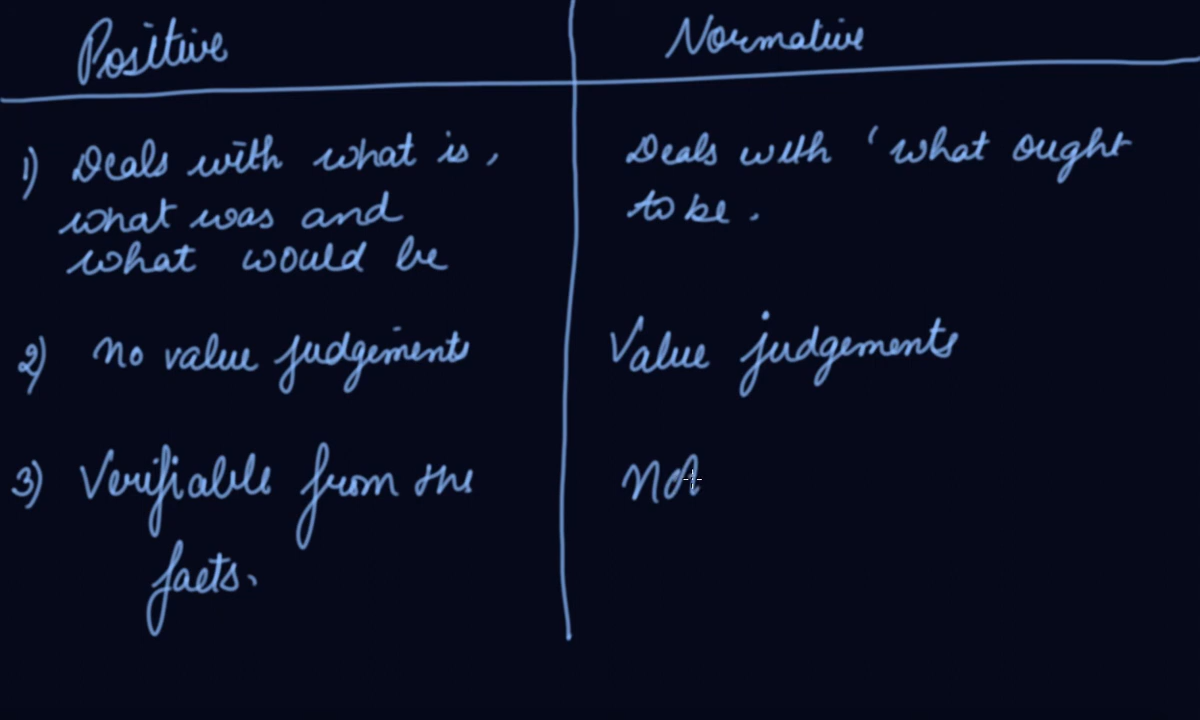 Positive
Normative
1) Deals with what is,
what was and
what would be
Deals with 'what ought
to be.
2) No value judgements
Value judgements
3) Verifiable from the
facts.
Not